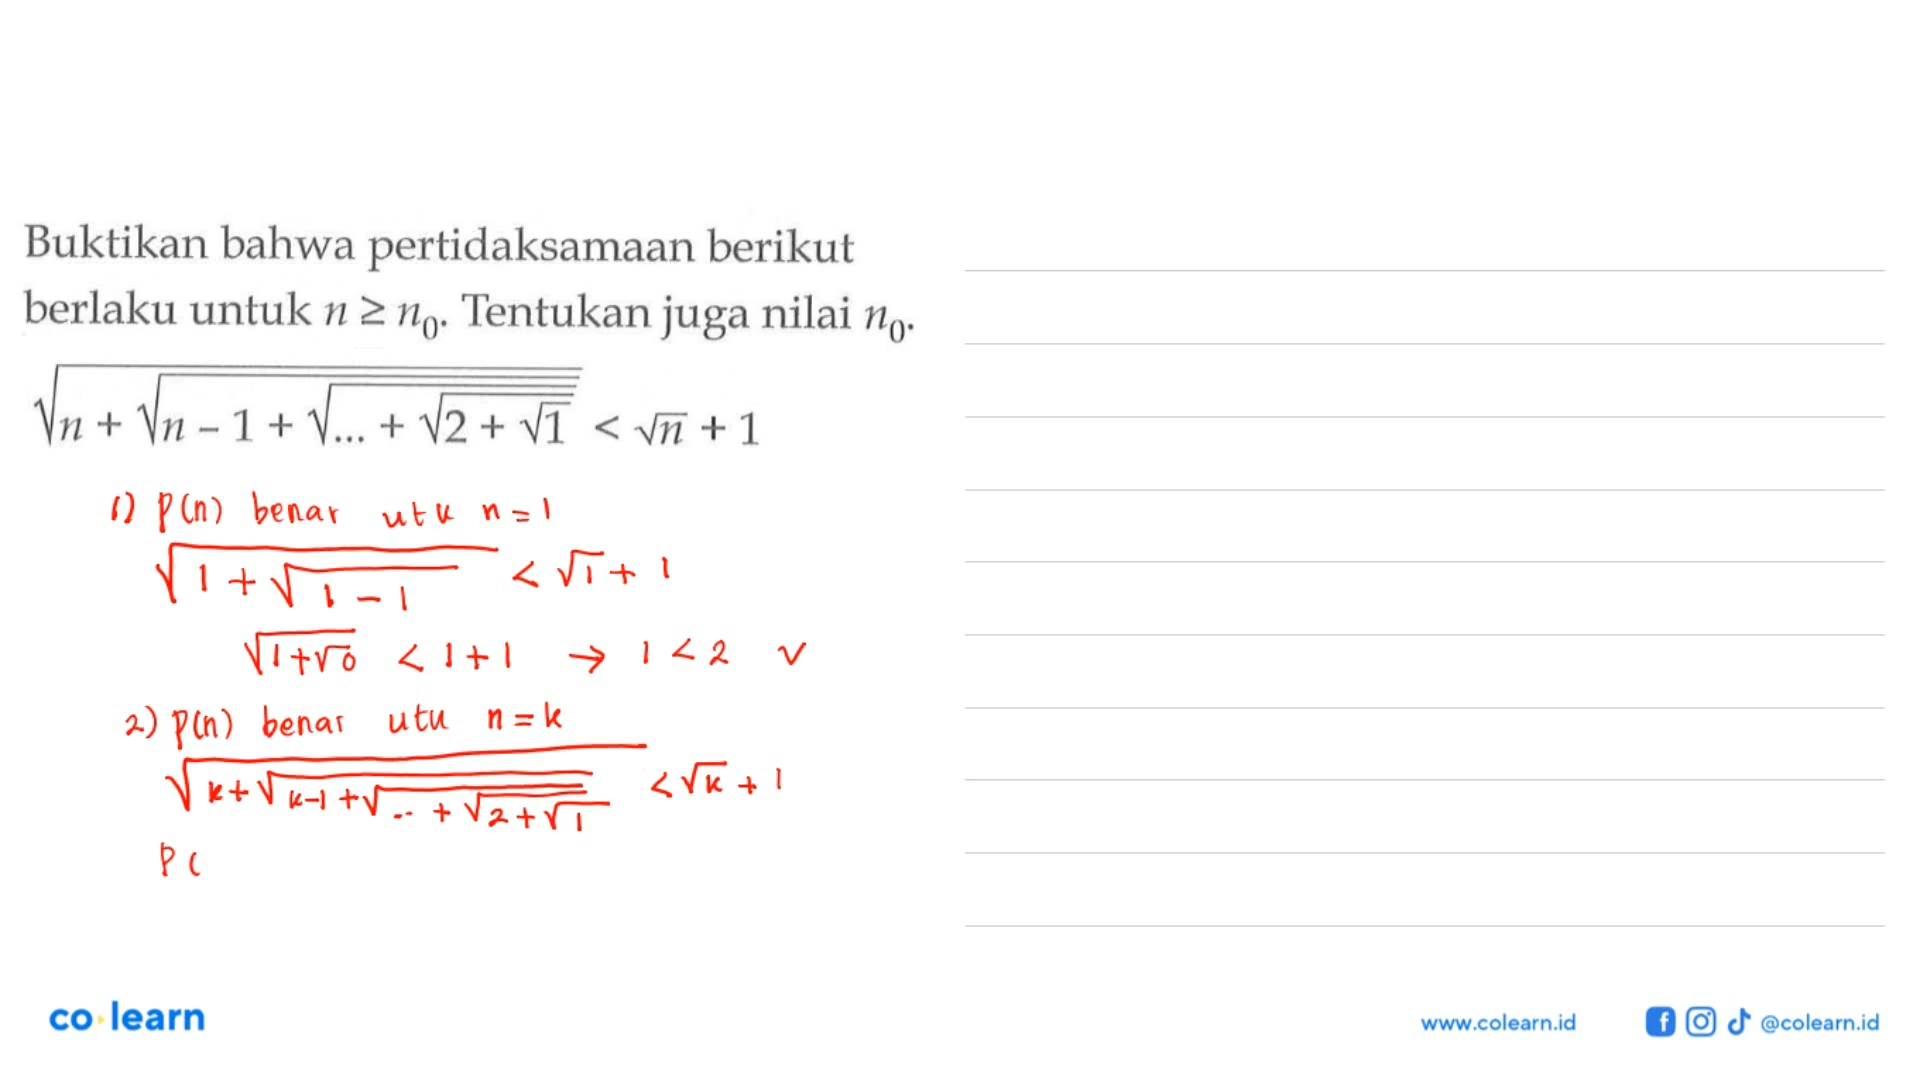 Buktikan bahwa pertidaksamaan berikut
berlaku untuk n ≥ n₀. Tentukan juga nilai n₀.
√(n + √(n – 1 + √(... + √(2 + √1)))) < √n + 1
1) P(n) benar utk n = 1
√(1 + √(1 – 1)) < √1 + 1
√(1+√0) < 1+1 → 1 < 2 ✓
2) P(n) benar utk n = k
√(k+√(k–1+√(... + √(2+√1)))) < √k + 1
P(
co learn
www.colearn.id @colearn.id